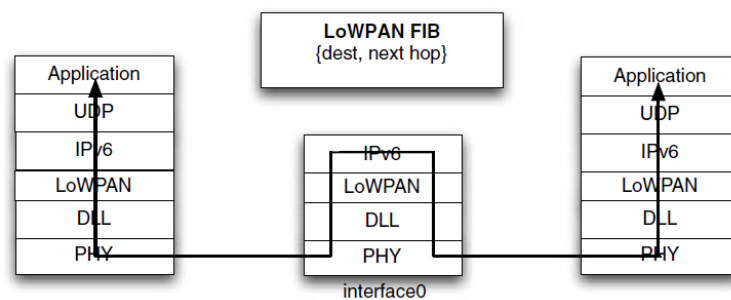 LoWPAN FIB
{dest, next hop}
Application
UDP
IPv6
LoWPAN
DLL
PHY
IPv6
LoWPAN
DLL
PHY
interface0
Application
UDP
IPv6
LoWPAN
DLL
PHY